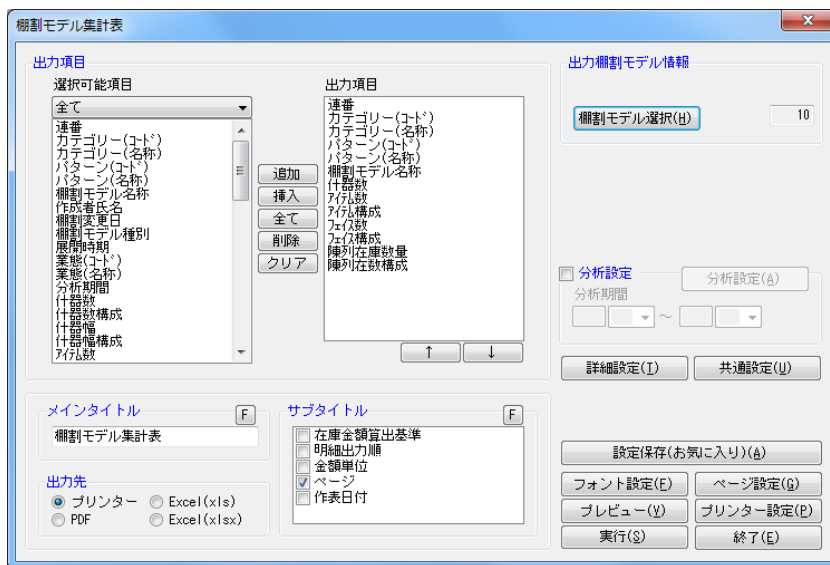 棚割モデル集計表
出力項目
選択可能項目
全て
連番
カテゴリー(ｺｰﾄﾞ)
カテゴリー(名称)
パターン(ｺｰﾄﾞ)
パターン(名称)
棚割モデル名称
作成者氏名
棚割変更日
棚割モデル種別
展開時期
業態(ｺｰﾄﾞ)
業態(名称)
分析期間
什器数
什器数構成
什器幅
什器幅構成
ｱｲﾃﾑ数
追加
挿入
全て
削除
クリア
出力項目
連番
カテゴリー(ｺｰﾄﾞ)
カテゴリー(名称)
パターン(ｺｰﾄﾞ)
パターン(名称)
棚割モデル名称
什器数
ｱｲﾃﾑ数
ｱｲﾃﾑ構成
ﾌｪｲｽ数
ﾌｪｲｽ構成
陳列在庫数量
陳列在数構成
↑ ↓
出力棚割モデル情報
棚割モデル選択(H) 10
分析設定 分析設定(A)
分析期間
～
詳細設定(T) 共通設定(U)
メインタイトル F
棚割モデル集計表
出力先
プリンター Excel(xls)
PDF Excel(xlsx)
サブタイトル F
在庫金額算出基準
明細出力順
金額単位
ページ
作表日付
設定保存(お気に入り)(A)
フォント設定(F) ページ設定(G)
プレビュー(V) プリンター設定(P)
実行(S) 終了(E)